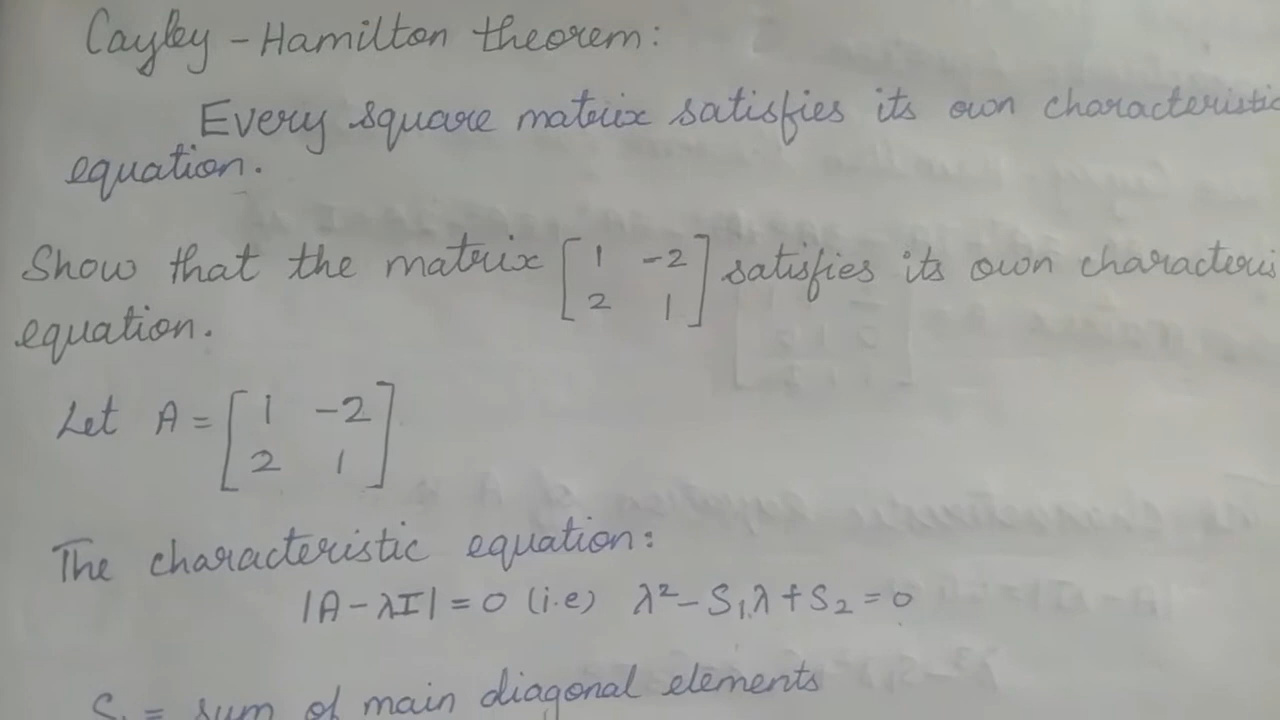 Cayley - Hamilton theorem:
Every square matrix satisfies its own characteristic
equation.
Show that the matrix [1 -2; 2 1] satisfies its own characteris
equation.
Let A = [1 -2; 2 1]
The characteristic equation:
|A - λI| = 0 (i.e) λ² - S₁λ + S₂ = 0
S₁ = sum of main diagonal elements